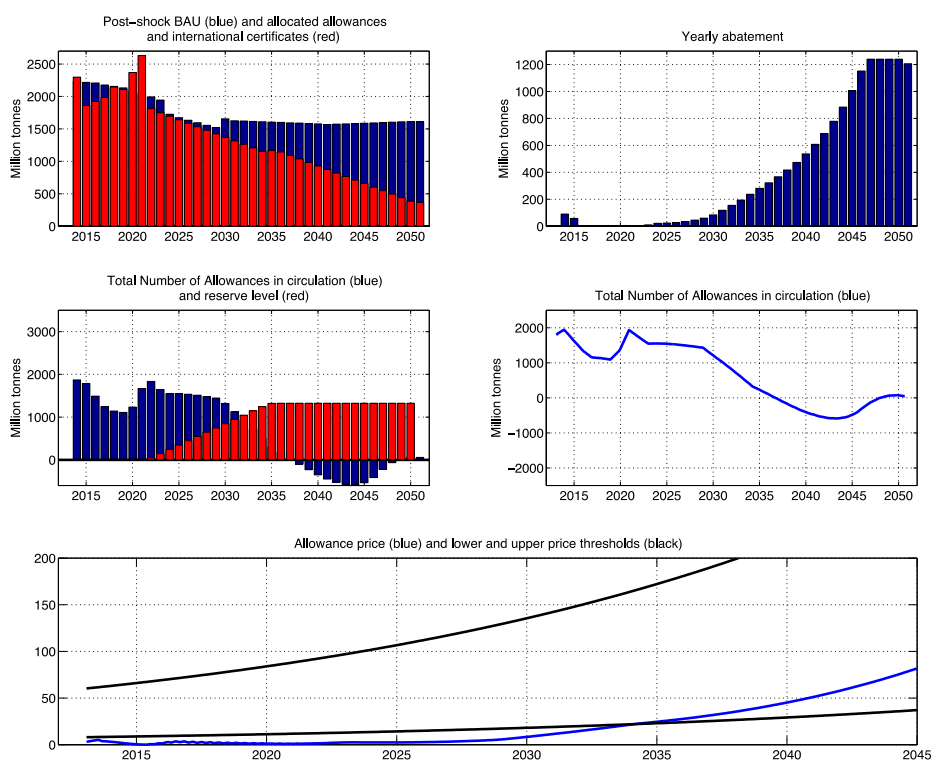 Post−shock BAU (blue) and allocated allowances
and international certificates (red)
Million tonnes
2500
2000
1500
1000
500
0
2015 2020 2025 2030 2035 2040 2045 2050
Yearly abatement
Million tonnes
1200
1000
800
600
400
200
0
2015 2020 2025 2030 2035 2040 2045 2050
Total Number of Allowances in circulation (blue)
and reserve level (red)
Million tonnes
3000
2000
1000
0
2015 2020 2025 2030 2035 2040 2045 2050
Total Number of Allowances in circulation (blue)
Million tonnes
2000
1000
0
−1000
−2000
2015 2020 2025 2030 2035 2040 2045 2050
Allowance price (blue) and lower and upper price thresholds (black)
200
150
100
50
0
2015 2020 2025 2030 2035 2040 2045